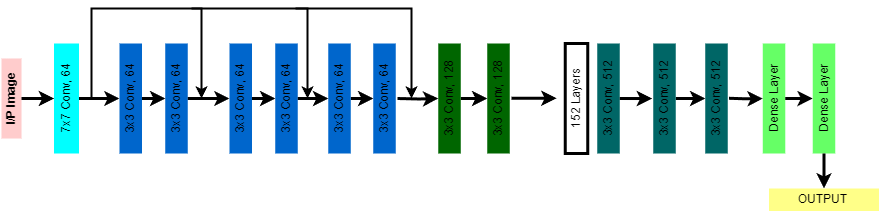 I/P Image
7x7 Conv, 64
3x3 Conv, 64
3x3 Conv, 64
3x3 Conv, 64
3x3 Conv, 64
3x3 Conv, 64
3x3 Conv, 64
3x3 Conv, 128
3x3 Conv, 128
152 Layers
3x3 Conv, 512
3x3 Conv, 512
3x3 Conv, 512
Dense Layer
Dense Layer
OUTPUT